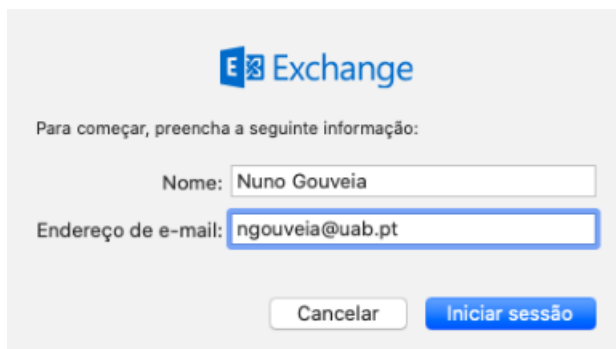 Exchange
Para começar, preencha a seguinte informação:
Nome: Nuno Gouveia
Endereço de e-mail: ngouveia@uab.pt
Cancelar Iniciar sessão